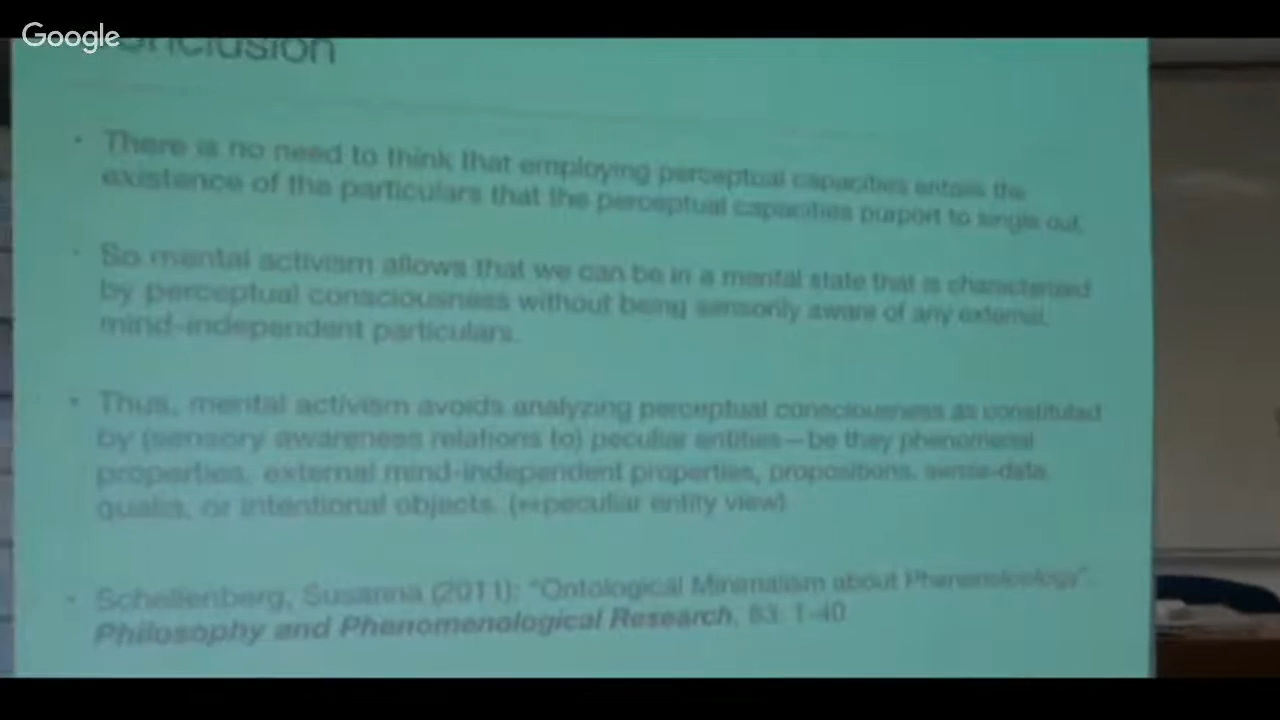 Google
onclusion
• There is no need to think that employing perceptual capacities entails the
existence of the particulars that the perceptual capacities purport to single out.
• So mental activism allows that we can be in a mental state that is characterized
by perceptual consciousness without being sensorily aware of any external,
mind-independent particulars.
• Thus, mental activism avoids analyzing perceptual consciousness as constituted
by (sensory awareness relations to) peculiar entities—be they phenomenal
properties, external mind-independent properties, propositions, sense-data,
qualia, or intentional objects. (↔peculiar entity view)
• Schellenberg, Susanna (2011): "Ontological Minimalism about Phenomenology".
Philosophy and Phenomenological Research, 83: 1-40